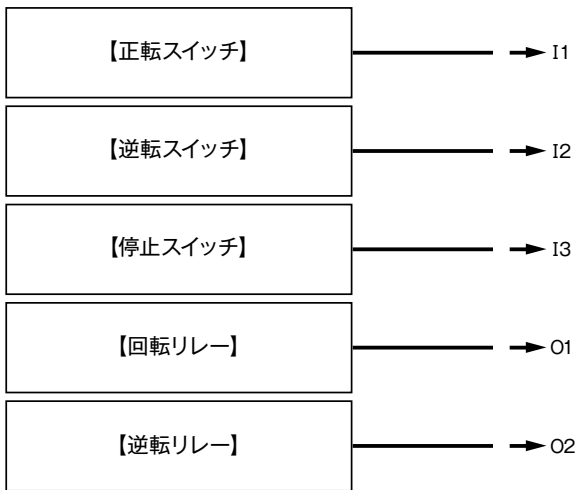 【正転スイッチ】 I1
【逆転スイッチ】 I2
【停止スイッチ】 I3
【回転リレー】 O1
【逆転リレー】 O2